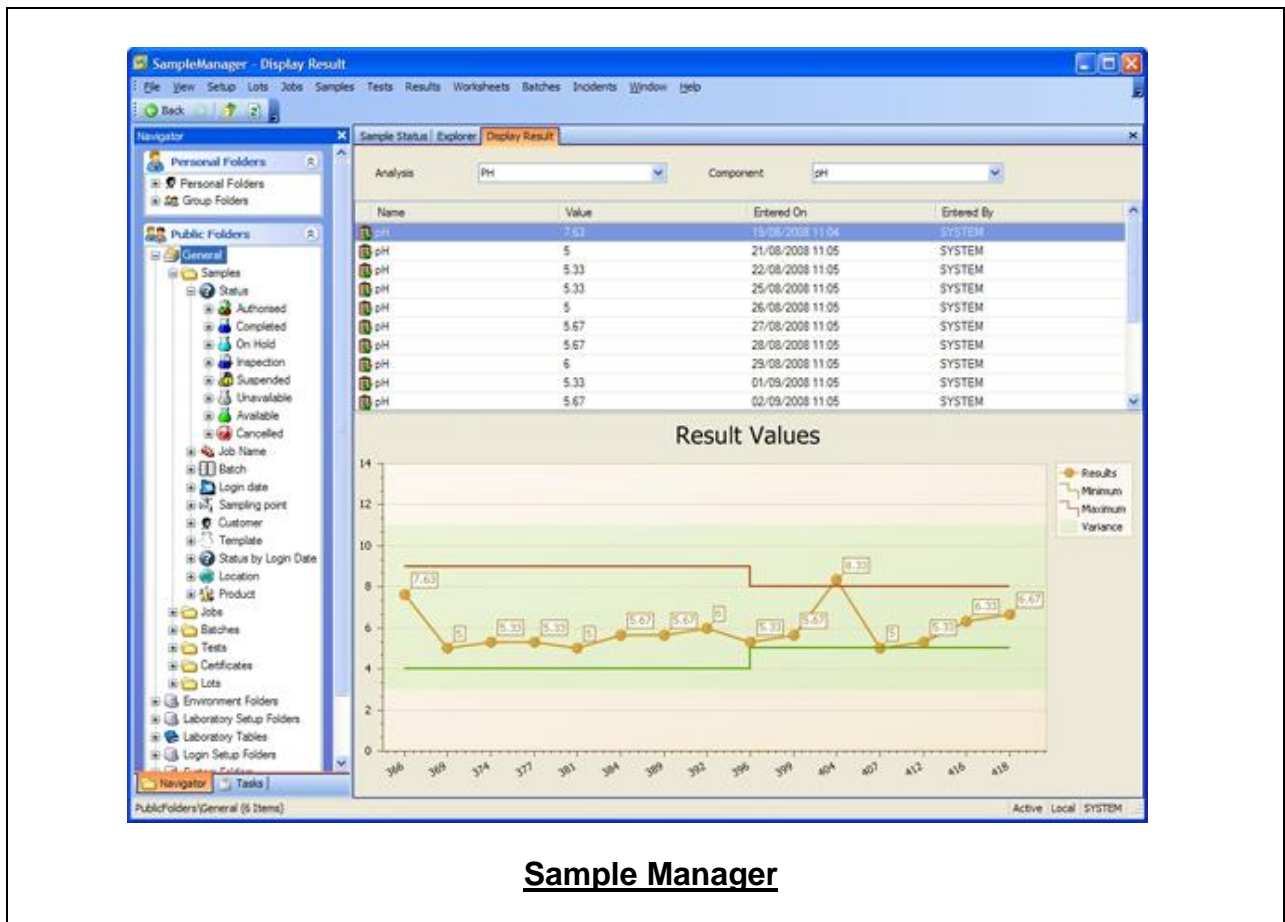 SampleManager - Display Result
File View Setup Lots Jobs Samples Tests Results Worksheets Batches Incidents Window Help
Back
Navigator
Sample Status Explorer Display Result
Personal Folders
Personal Folders
Group Folders
Public Folders
General
Samples
Status
Authorised
Completed
On Hold
Inspection
Suspended
Unavailable
Available
Cancelled
Job Name
Batch
Login date
Sampling point
Customer
Template
Status by Login Date
Location
Product
Jobs
Batches
Tests
Certificates
Lots
Environment Folders
Laboratory Setup Folders
Laboratory Tables
Login Setup Folders
Navigator Tasks
Analysis PH Component pH
Name Value Entered On Entered By
pH 7.63 19/08/2008 11:04 SYSTEM
pH 5 21/08/2008 11:05 SYSTEM
pH 5.33 22/08/2008 11:05 SYSTEM
pH 5.33 25/08/2008 11:05 SYSTEM
pH 5 26/08/2008 11:05 SYSTEM
pH 5.67 27/08/2008 11:05 SYSTEM
pH 5.67 28/08/2008 11:05 SYSTEM
pH 6 29/08/2008 11:05 SYSTEM
pH 5.33 01/09/2008 11:05 SYSTEM
pH 5.67 02/09/2008 11:05 SYSTEM
Result Values
14
12
10
8
6
4
2
0
7.63 5 5.33 5.33 5 5.67 5.67 6 5.33 5.67 8.33 5 5.33 6.33 6.67
366 369 374 377 381 384 389 392 396 399 404 407 412 416 418
Results
Minimum
Maximum
Variance
PublicFolders\General (6 Items) Active Local SYSTEM
Sample Manager